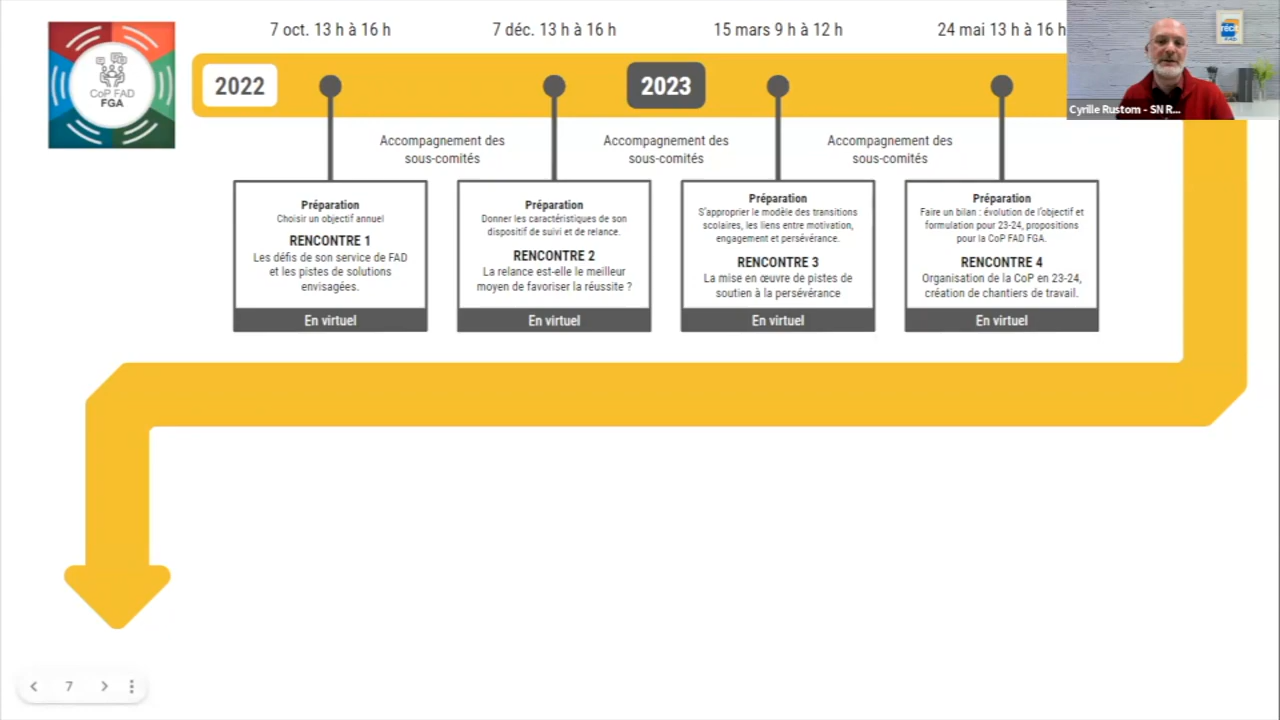 7 oct. 13 h à 16 h
7 déc. 13 h à 16 h
15 mars 9 h à 12 h
24 mai 13 h à 16 h
CoP FAD
FGA
2022
2023
récit
Cyrille Rustom - SN R...
Accompagnement des
sous-comités
Accompagnement des
sous-comités
Accompagnement des
sous-comités
Préparation
Choisir un objectif annuel
RENCONTRE 1
Les défis de son service de FAD
et les pistes de solutions
envisagées.
En virtuel
Préparation
Donner les caractéristiques de son
dispositif de suivi et de relance.
RENCONTRE 2
La relance est-elle le meilleur
moyen de favoriser la réussite ?
En virtuel
Préparation
S'approprier le modèle des transitions
scolaires, les liens entre motivation,
engagement et persévérance.
RENCONTRE 3
La mise en œuvre de pistes de
soutien à la persévérance
En virtuel
Préparation
Faire un bilan : évolution de l'objectif et
formulation pour 23-24, propositions
pour la CoP FAD FGA.
RENCONTRE 4
Organisation de la CoP en 23-24,
création de chantiers de travail.
En virtuel
7